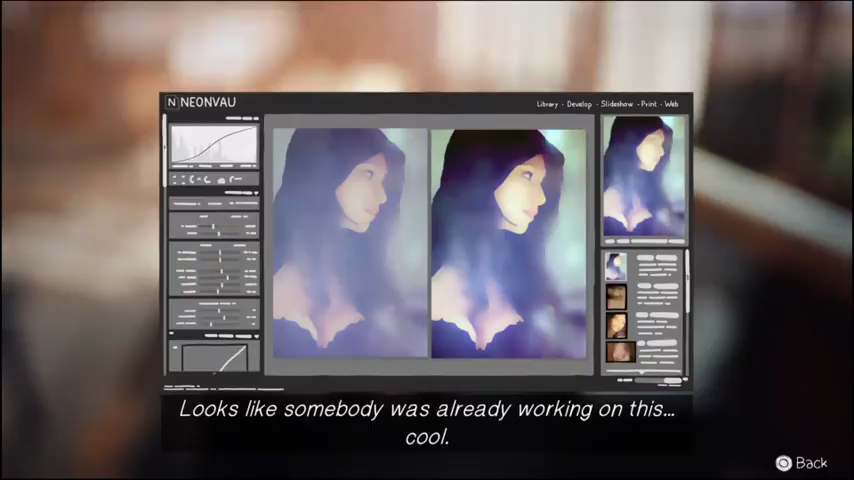 N NEONVAU
Library - Develop - Slideshow - Print - Web
Looks like somebody was already working on this...
cool.
Back